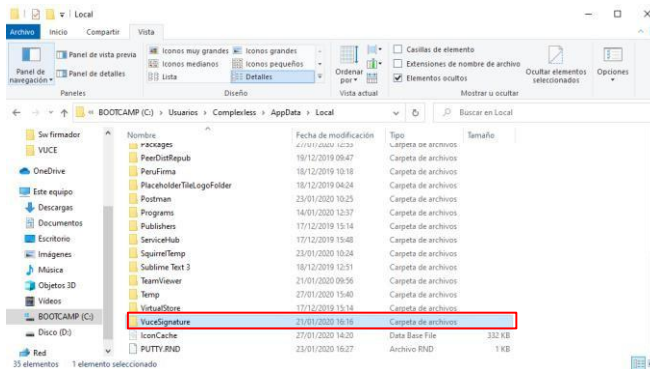 Local
Archivo Inicio Compartir Vista
Panel de navegación
Panel de vista previa
Panel de detalles
Paneles
Iconos muy grandes Iconos grandes
Iconos medianos Iconos pequeños
Lista Detalles
Diseño
Ordenar por
Vista actual
Casillas de elemento
Extensiones de nombre de archivo
Elementos ocultos
Ocultar elementos seleccionados
Mostrar u ocultar
Opciones
« BOOTCAMP (C:) > Usuarios > Complexless > AppData > Local
Buscar en Local
Sw firmador
VUCE
OneDrive
Este equipo
Descargas
Documentos
Escritorio
Imágenes
Música
Objetos 3D
Vídeos
BOOTCAMP (C:)
Disco (D:)
Red
Nombre Fecha de modificación Tipo Tamaño
Packages 27/01/2020 12:53 Carpeta de archivos
PeerDistRepub 19/12/2019 09:47 Carpeta de archivos
PeruFirma 18/12/2019 10:18 Carpeta de archivos
PlaceholderTileLogoFolder 18/12/2019 04:24 Carpeta de archivos
Postman 23/01/2020 10:25 Carpeta de archivos
Programs 14/01/2020 12:37 Carpeta de archivos
Publishers 17/12/2019 15:14 Carpeta de archivos
ServiceHub 17/12/2019 15:48 Carpeta de archivos
SquirrelTemp 23/01/2020 10:24 Carpeta de archivos
Sublime Text 3 18/12/2019 12:51 Carpeta de archivos
TeamViewer 21/01/2020 09:56 Carpeta de archivos
Temp 27/01/2020 15:40 Carpeta de archivos
VirtualStore 17/12/2019 15:14 Carpeta de archivos
VuceSignature 21/01/2020 16:16 Carpeta de archivos
IconCache 27/01/2020 14:20 Data Base File 332 KB
PUTTY.RND 23/01/2020 16:27 Archivo RND 1 KB
35 elementos 1 elemento seleccionado